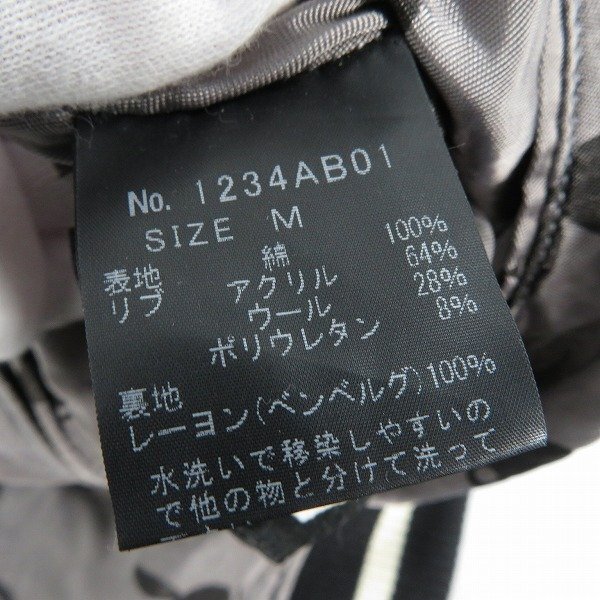 No. 1234AB01
SIZE M
表地 綿 100%
リブ アクリル 64%
ウール 28%
ポリウレタン 8%
裏地
レーヨン(ベンベルグ)100%
水洗いで移染しやすいの
で他の物と分けて洗って